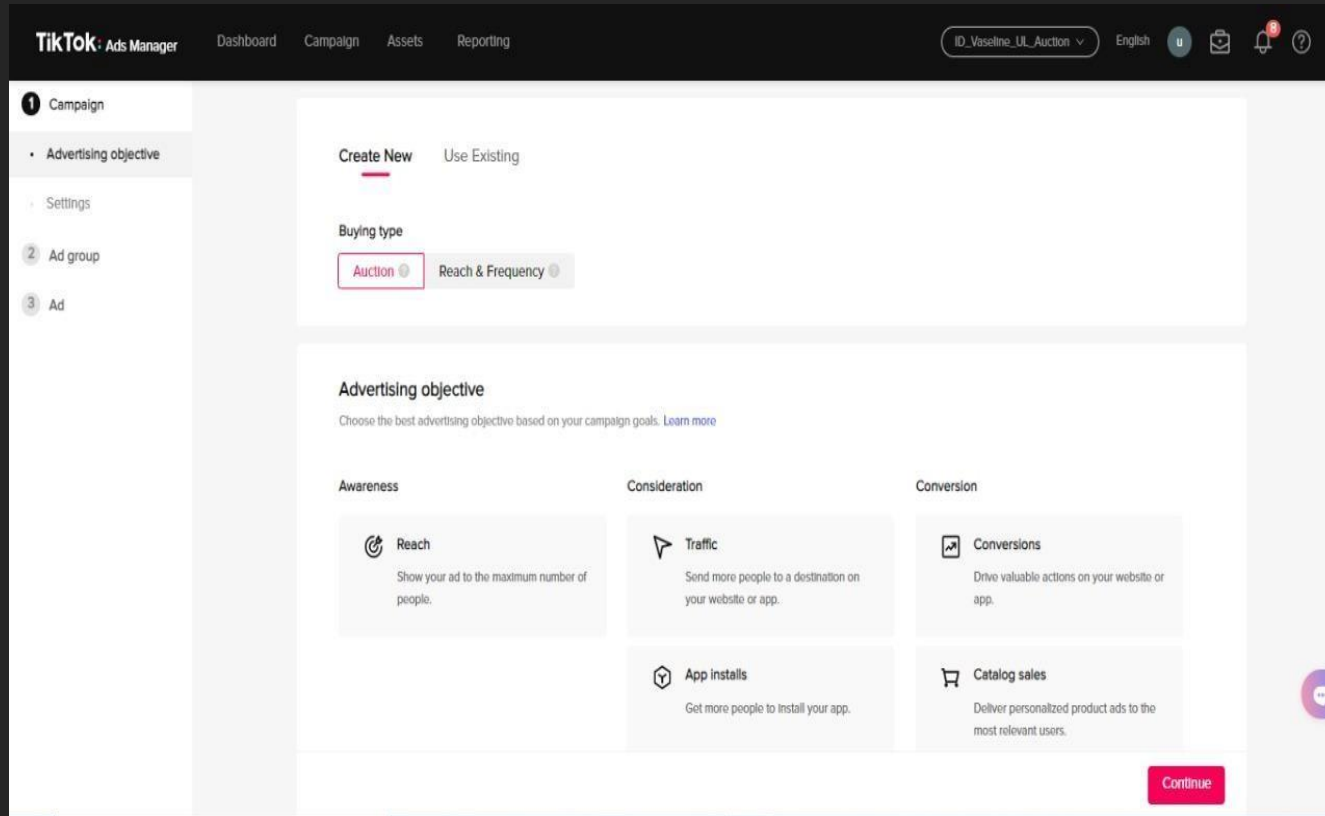 TikTok: Ads Manager
Dashboard
Campaign
Assets
Reporting
ID_Vaseline_UL_Auction
English
u
8
1 Campaign
• Advertising objective
Settings
2 Ad group
3 Ad
Create New
Use Existing
Buying type
Auction
Reach & Frequency
Advertising objective
Choose the best advertising objective based on your campaign goals. Learn more
Awareness
Reach
Show your ad to the maximum number of
people.
Consideration
Traffic
Send more people to a destination on
your website or app.
App installs
Get more people to install your app.
Conversion
Conversions
Drive valuable actions on your website or
app.
Catalog sales
Deliver personalized product ads to the
most relevant users.
Continue